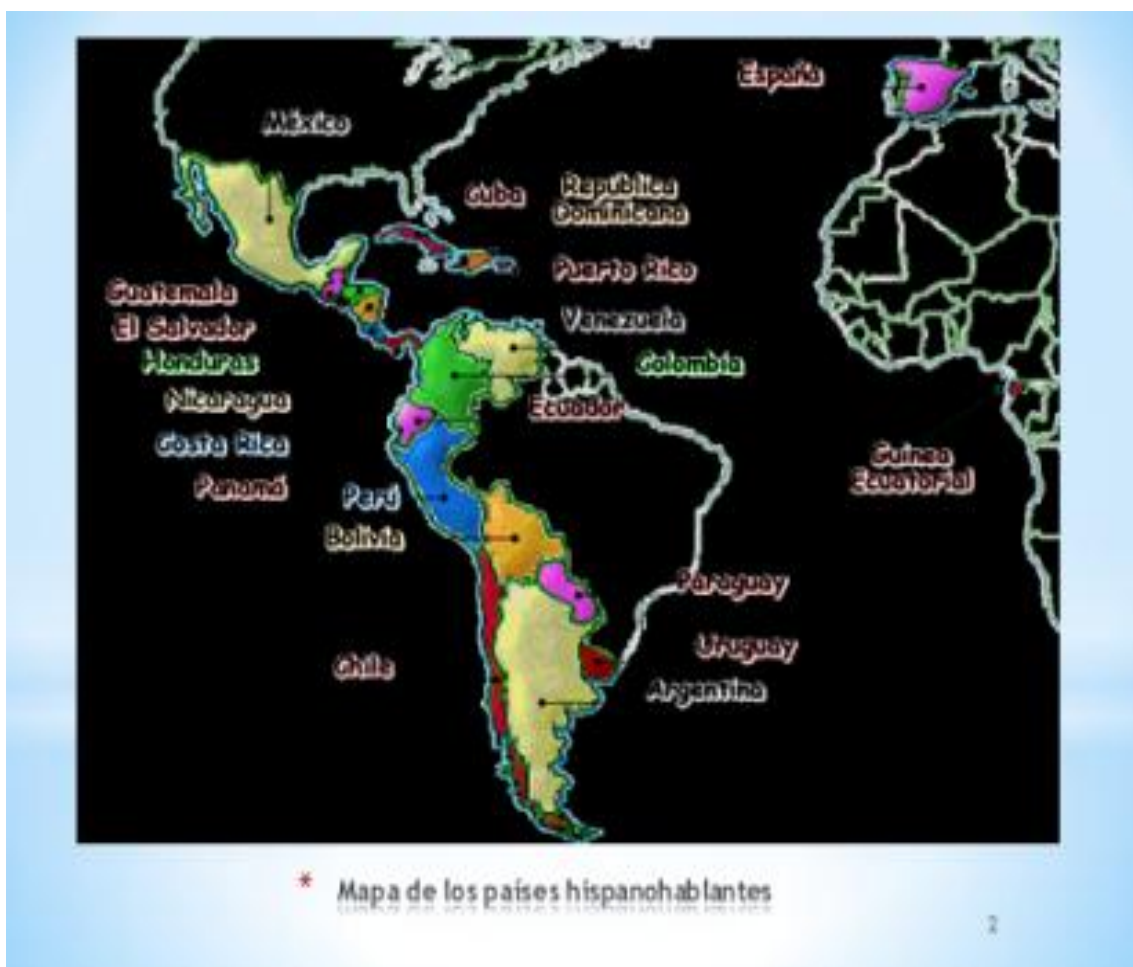 España
México
Cuba
República
Dominicana
Puerto Rico
Guatemala
El Salvador
Honduras
Nicaragua
Costa Rica
Panamá
Venezuela
Colombia
Ecuador
Guinea
Ecuatorial
Perú
Bolivia
Paraguay
Uruguay
Chile
Argentina
* Mapa de los países hispanohablantes
2